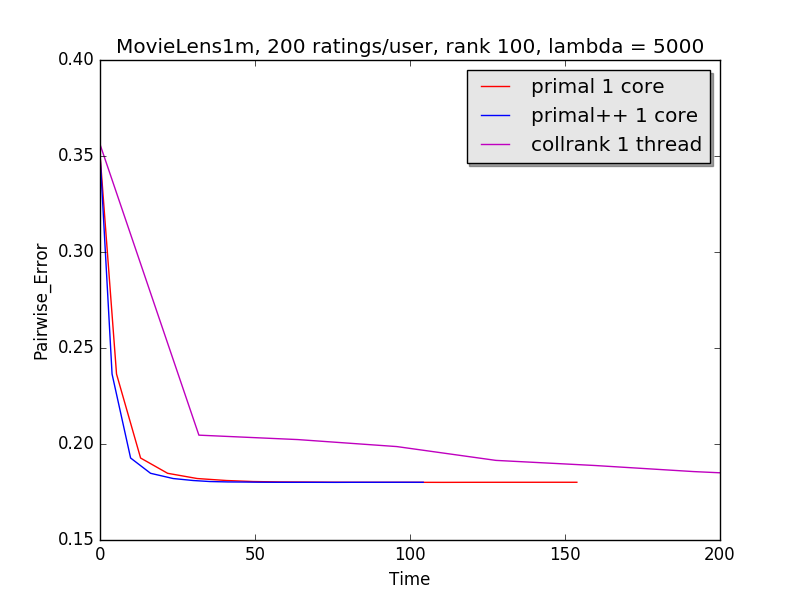 MovieLens1m, 200 ratings/user, rank 100, lambda = 5000
primal 1 core
primal++ 1 core
collrank 1 thread
Pairwise_Error
0.40
0.35
0.30
0.25
0.20
0.15
0 50 100 150 200
Time